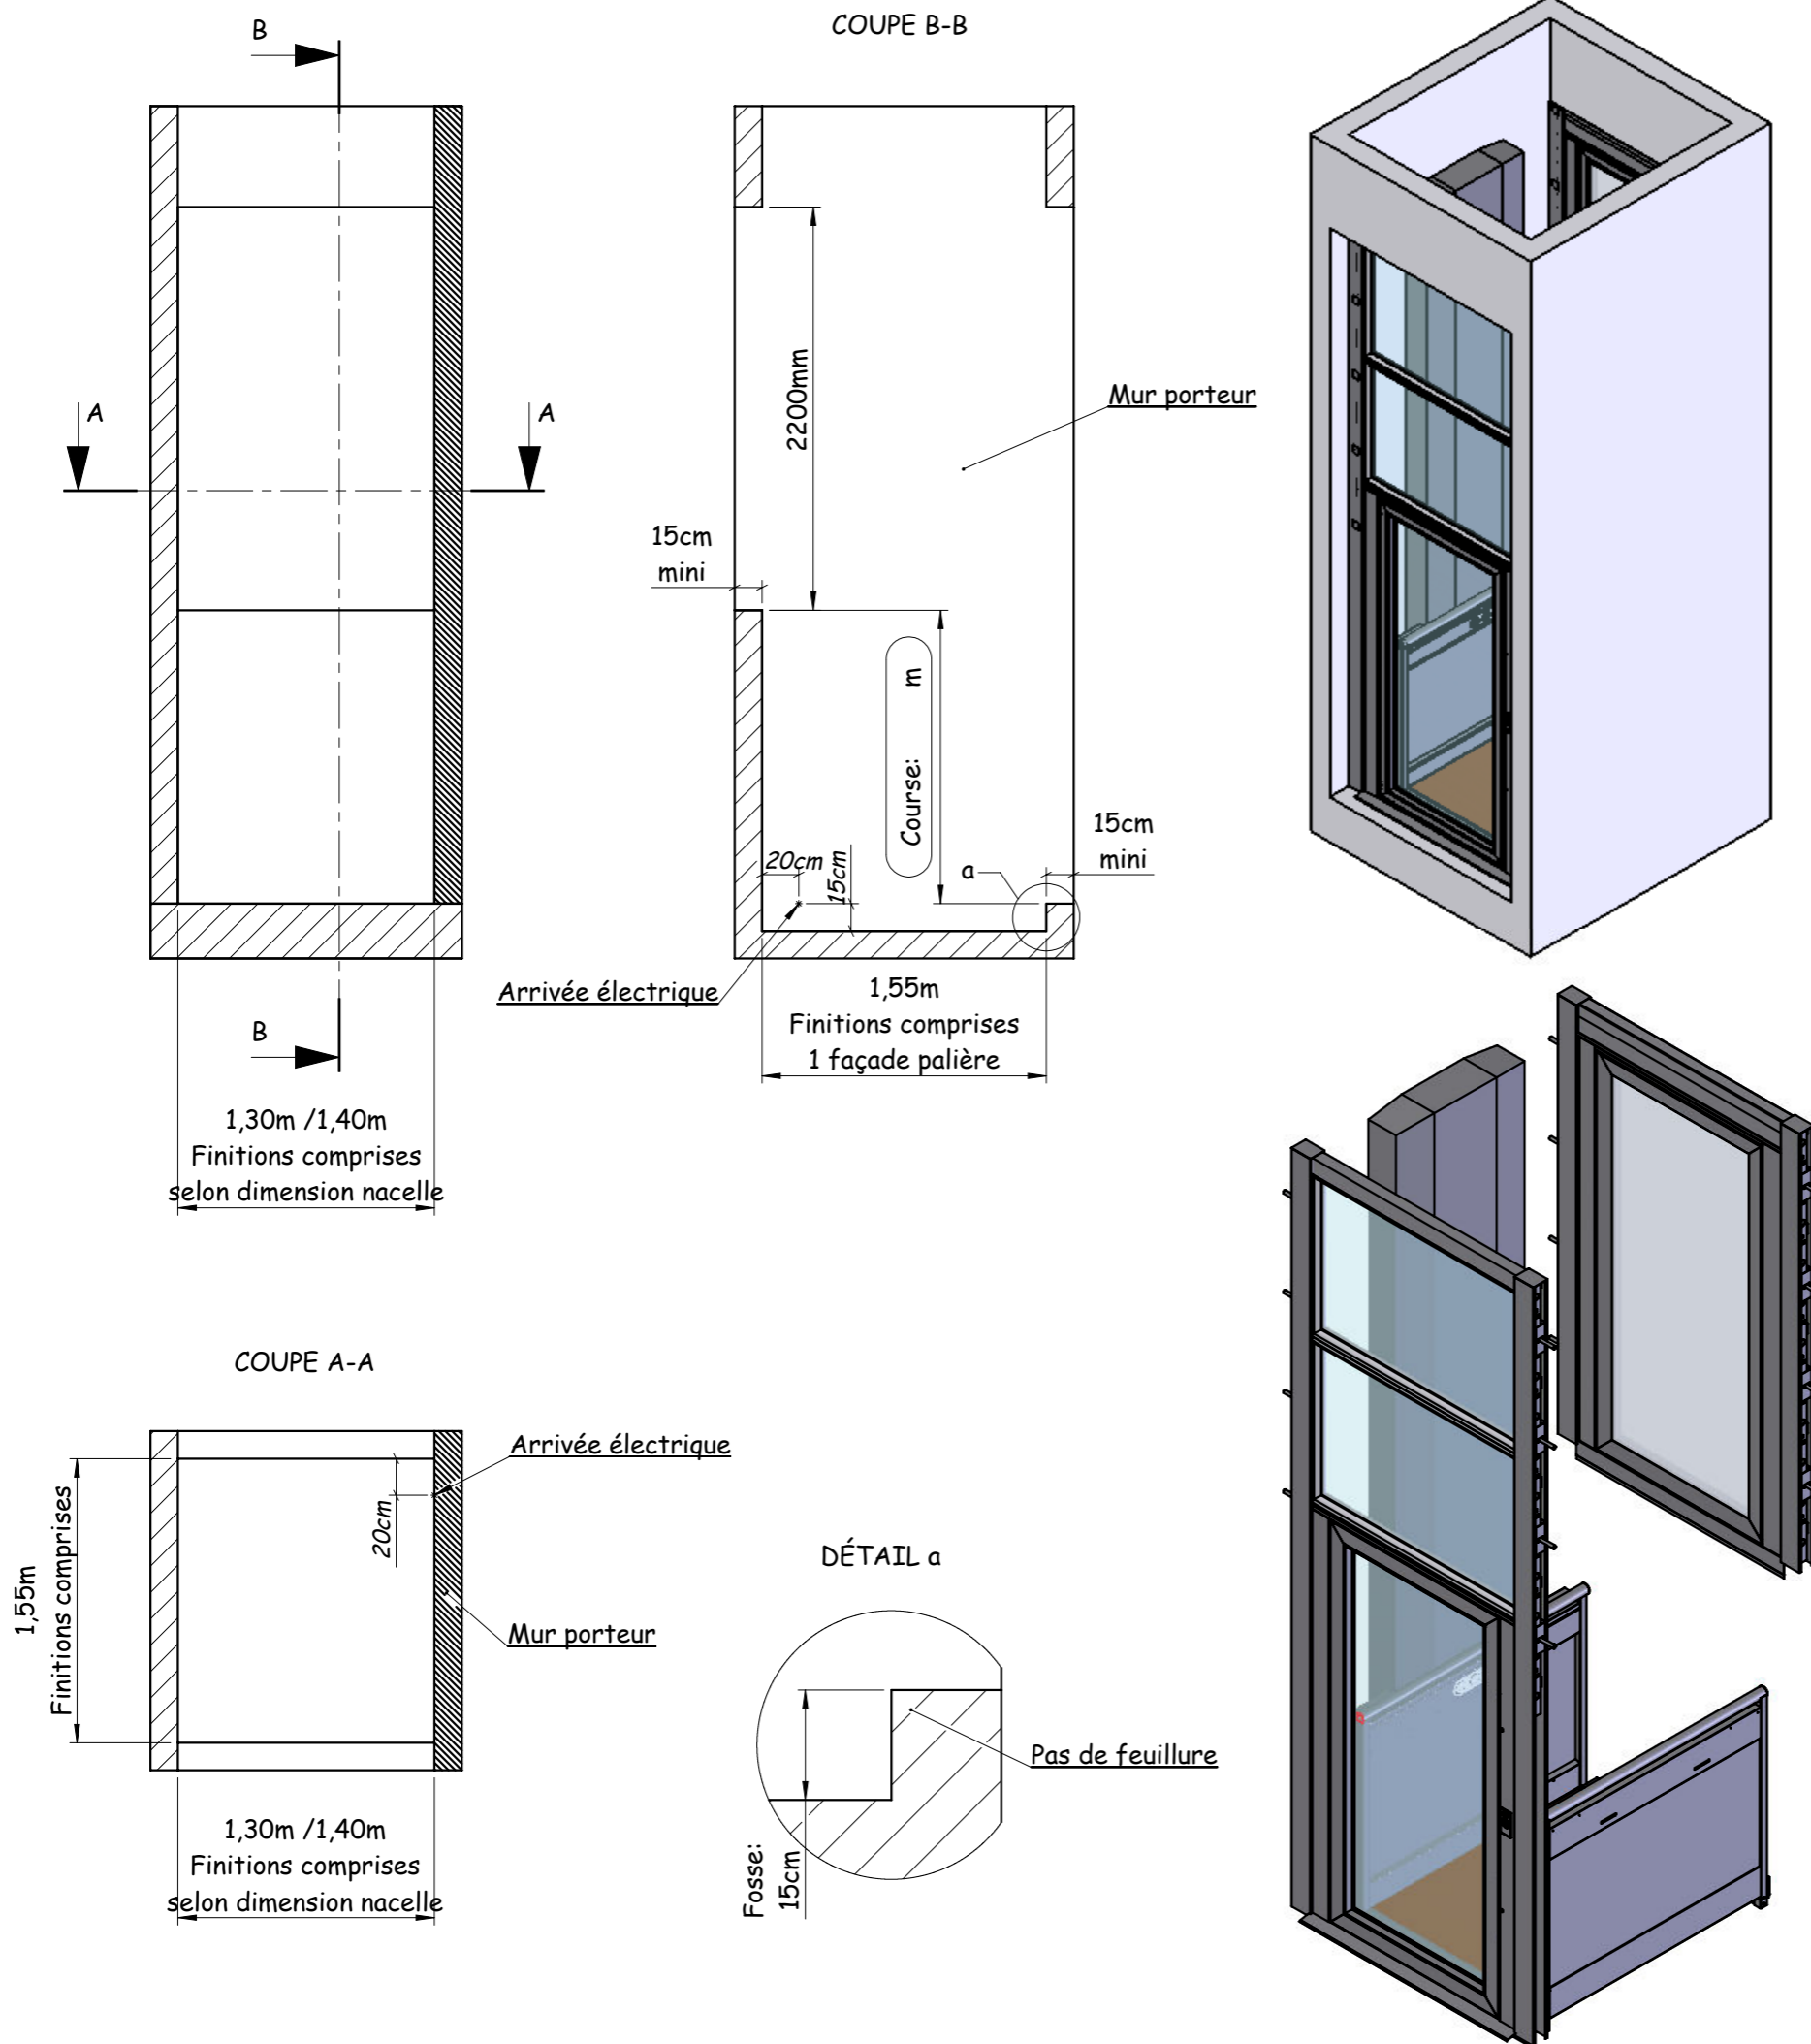 B
COUPE B-B
A
A
2200mm
Mur porteur
15cm
mini
Course: m
15cm
mini
20cm
15cm
a
Arrivée électrique
1,55m
Finitions comprises
1 façade palière
B
1,30m /1,40m
Finitions comprises
selon dimension nacelle
COUPE A-A
Arrivée électrique
20cm
1,55m
Finitions comprises
Mur porteur
1,30m /1,40m
Finitions comprises
selon dimension nacelle
DÉTAIL a
Pas de feuillure
Fosse:
15cm